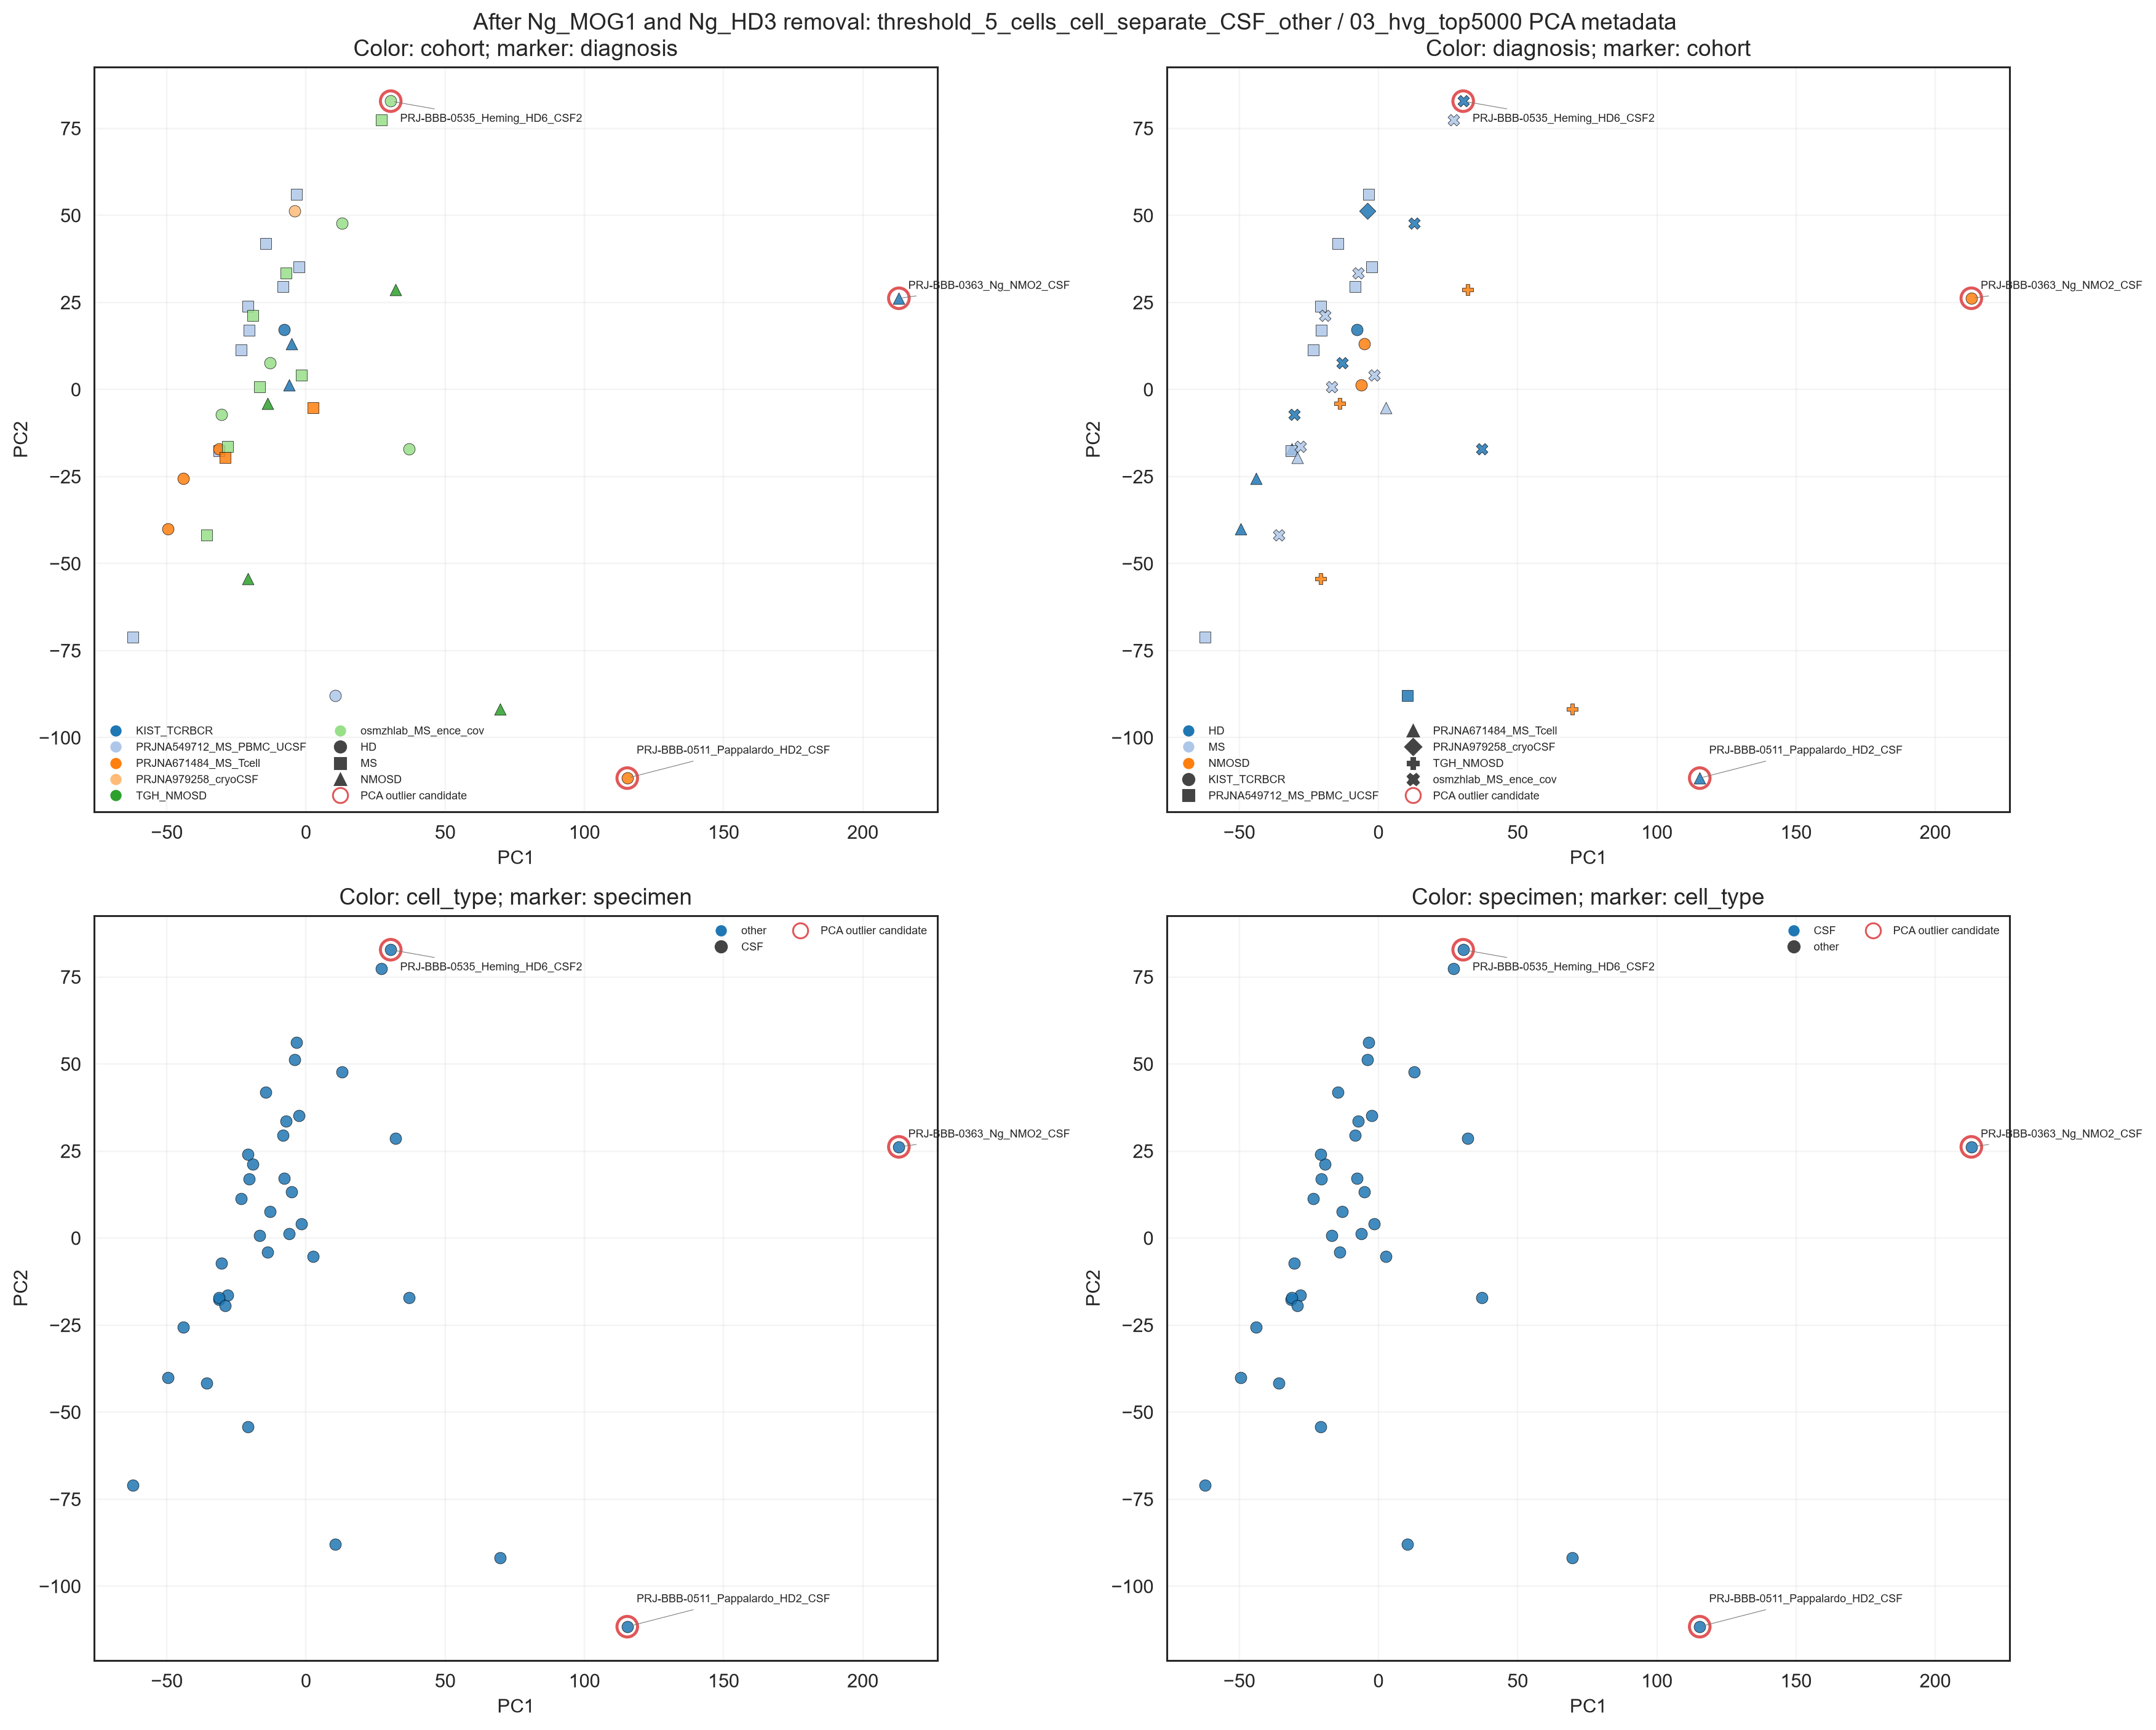 After Ng_MOG1 and Ng_HD3 removal: threshold_5_cells_cell_separate_CSF_other / 03_hvg_top5000 PCA metadata
Color: cohort; marker: diagnosis
PRJ-BBB-0535_Heming_HD6_CSF2
PRJ-BBB-0363_Ng_NMO2_CSF
PRJ-BBB-0511_Pappalardo_HD2_CSF
75
50
25
0
−25
−50
−75
−100
PC2
KIST_TCRBCR
PRJNA549712_MS_PBMC_UCSF
PRJNA671484_MS_Tcell
PRJNA979258_cryoCSF
TGH_NMOSD
osmzhlab_MS_ence_cov
HD
MS
NMOSD
PCA outlier candidate
−50 0 50 100 150 200
PC1
Color: diagnosis; marker: cohort
PRJ-BBB-0535_Heming_HD6_CSF2
PRJ-BBB-0363_Ng_NMO2_CSF
PRJ-BBB-0511_Pappalardo_HD2_CSF
75
50
25
0
−25
−50
−75
−100
PC2
HD
MS
NMOSD
KIST_TCRBCR
PRJNA549712_MS_PBMC_UCSF
PRJNA671484_MS_Tcell
PRJNA979258_cryoCSF
TGH_NMOSD
osmzhlab_MS_ence_cov
PCA outlier candidate
−50 0 50 100 150 200
PC1
Color: cell_type; marker: specimen
other
CSF
PCA outlier candidate
PRJ-BBB-0535_Heming_HD6_CSF2
PRJ-BBB-0363_Ng_NMO2_CSF
PRJ-BBB-0511_Pappalardo_HD2_CSF
75
50
25
0
−25
−50
−75
−100
PC2
−50 0 50 100 150 200
PC1
Color: specimen; marker: cell_type
CSF
other
PCA outlier candidate
PRJ-BBB-0535_Heming_HD6_CSF2
PRJ-BBB-0363_Ng_NMO2_CSF
PRJ-BBB-0511_Pappalardo_HD2_CSF
75
50
25
0
−25
−50
−75
−100
PC2
−50 0 50 100 150 200
PC1